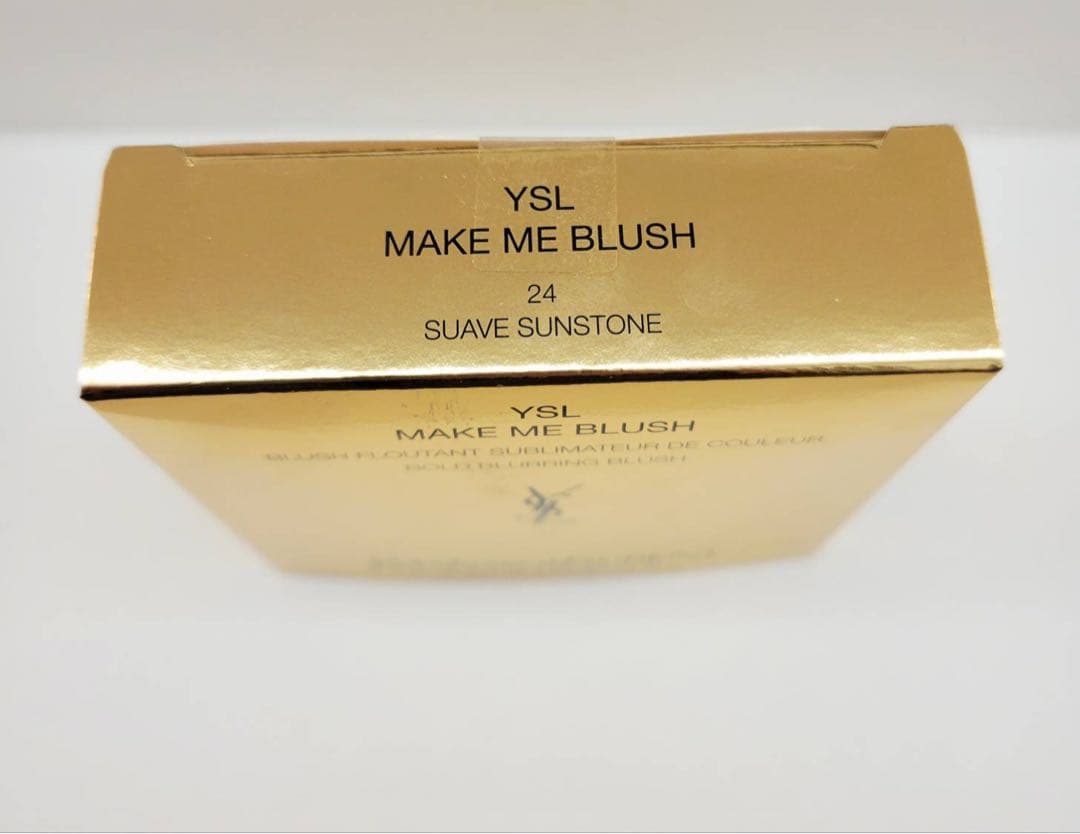 YSL
MAKE ME BLUSH
24
SUAVE SUNSTONE
YSL
MAKE ME BLUSH
BLUSH FLOUTANT SUBLIMATEUR DE COULEUR
BOLD BLURRING BLUSH